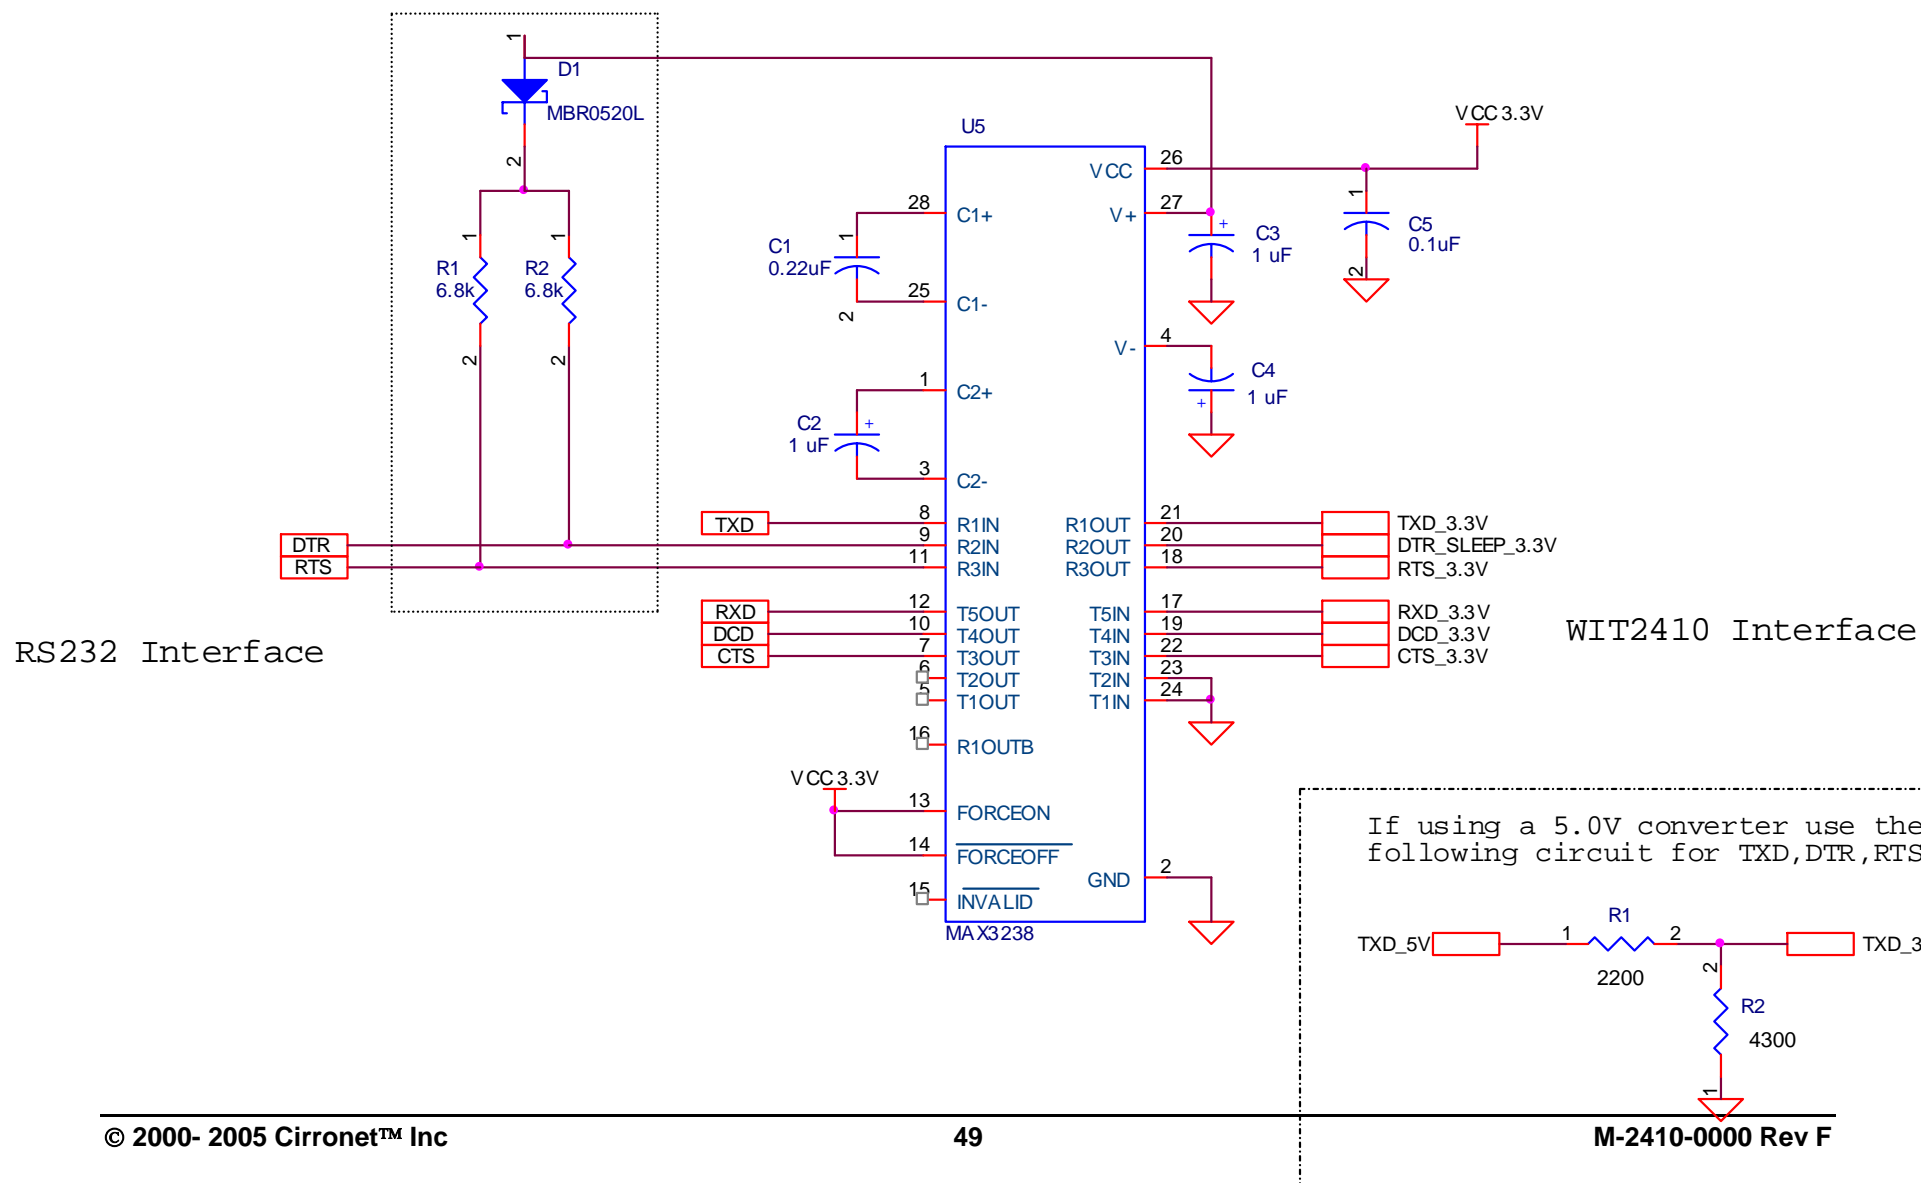 1
D1
MBR0520L
2
U5
VCC 3.3V
VCC
26
1
28
C1+
V+
27
C3
1 uF
+
C5
0.1uF
2
C1
0.22uF
1
1
R1
6.8k
1
R2
6.8k
25
C1-
2
V-
4
2
2
C4
1 uF
+
1
C2+
C2
1 uF
+
3
C2-
TXD
8
R1IN
R1OUT
21
TXD_3.3V
DTR
9
R2IN
R2OUT
20
DTR_SLEEP_3.3V
RTS
11
R3IN
R3OUT
18
RTS_3.3V
RXD
12
T5OUT
T5IN
17
RXD_3.3V
DCD
10
T4OUT
T4IN
19
DCD_3.3V
CTS
7
T3OUT
T3IN
22
CTS_3.3V
RS232 Interface
WIT2410 Interface
6
T2OUT
T2IN
23
5
T1OUT
T1IN
24
16
R1OUTB
VCC 3.3V
13
FORCEON
14
FORCEOFF
GND
2
15
INVALID
MAX3238
If using a 5.0V converter use the
following circuit for TXD,DTR,RTS
R1
TXD_5V
1
2
TXD_3
2200
2
R2
4300
1
© 2000- 2005 Cirronet™ Inc
49
M-2410-0000 Rev F